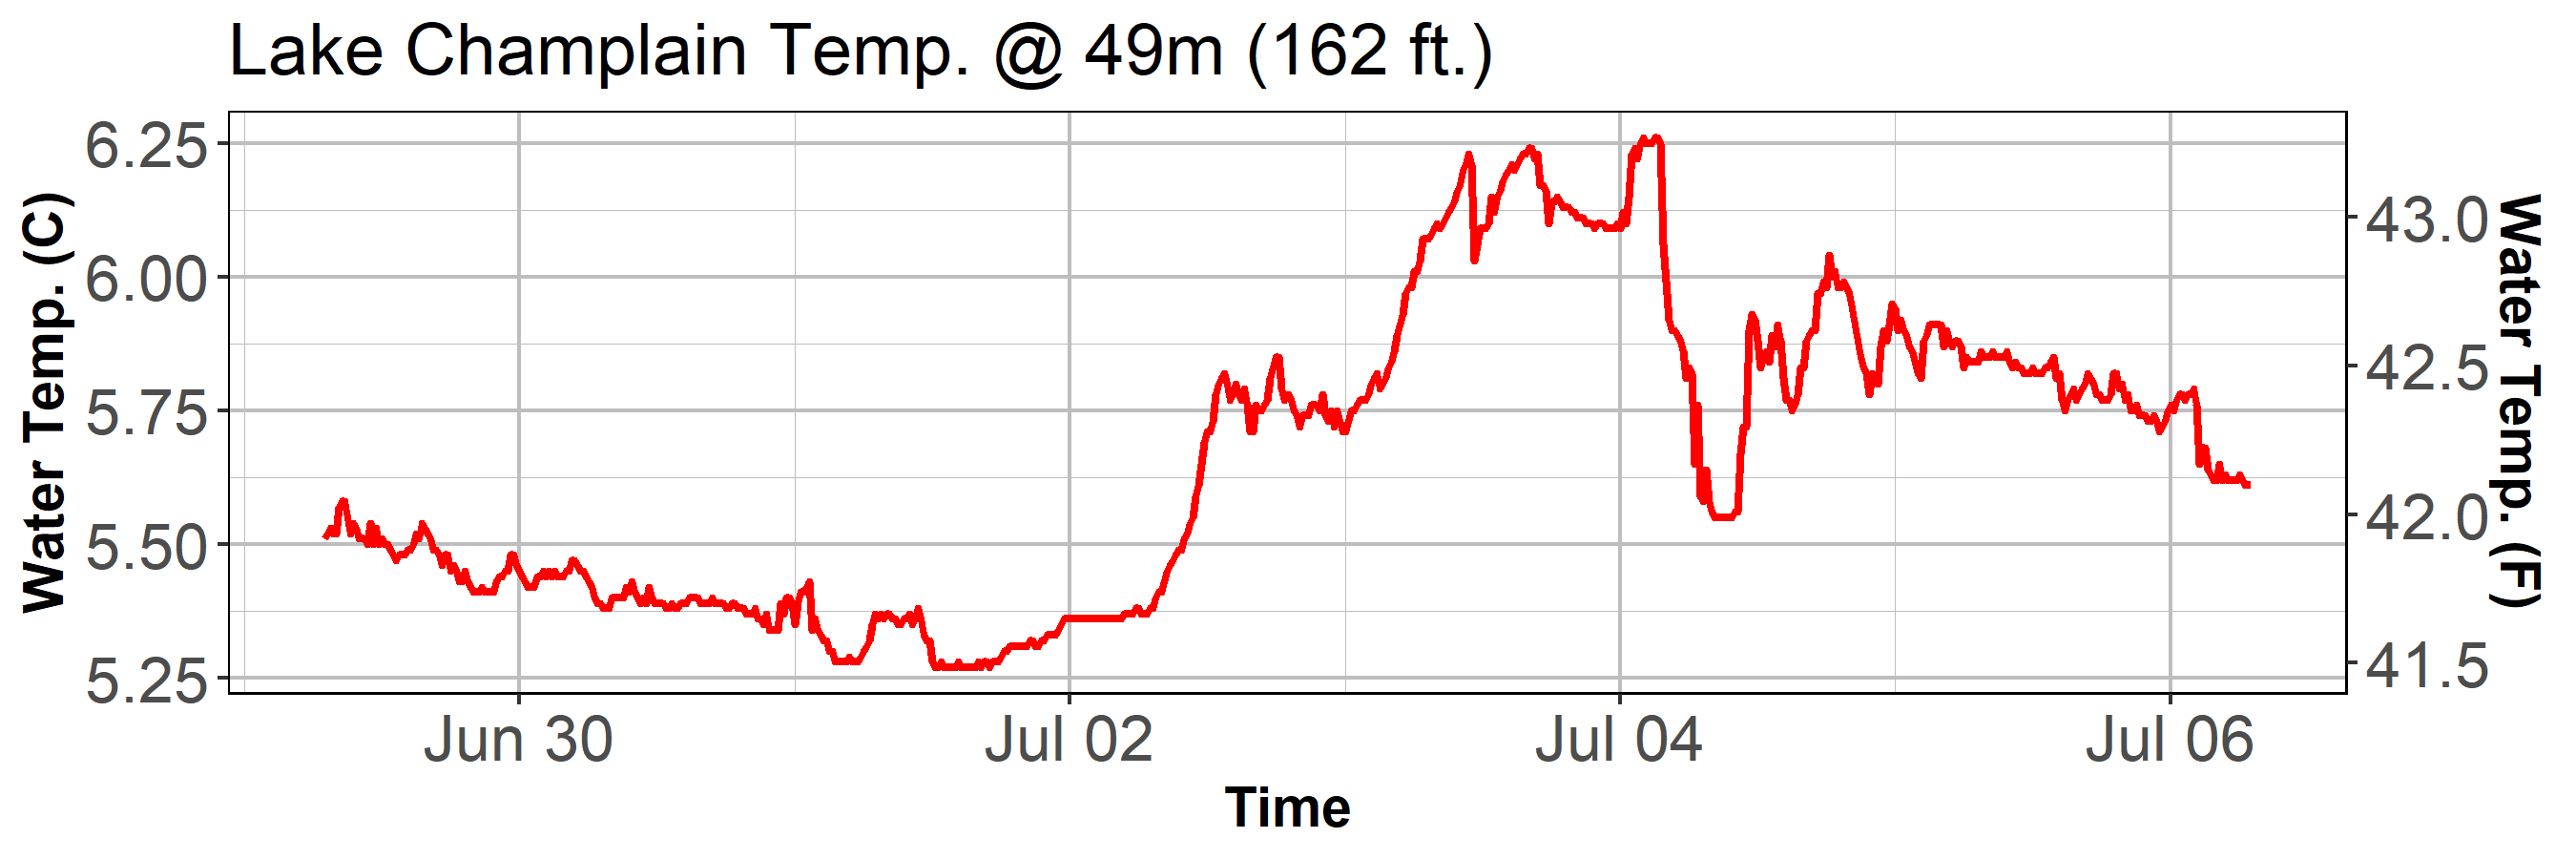 Lake Champlain Temp. @ 49m (162 ft.)
Water Temp. (C)
6.25
6.00
5.75
5.50
5.25
43.0
42.5
42.0
41.5
Water Temp. (F)
Jun 30
Jul 02
Jul 04
Jul 06
Time